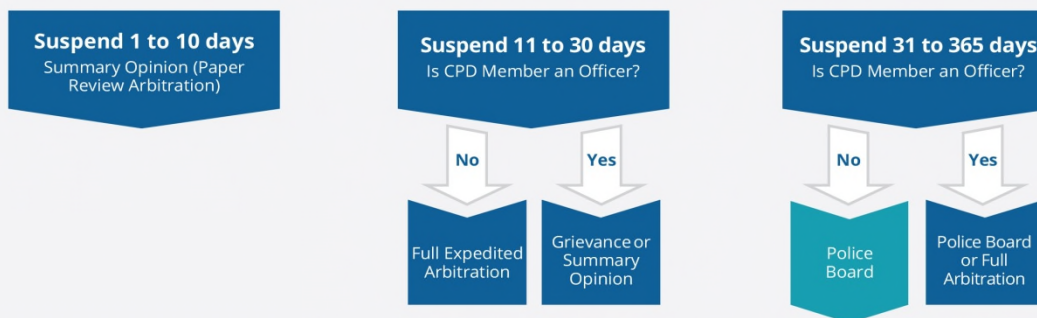 Suspend 1 to 10 days
Summary Opinion (Paper
Review Arbitration)
Suspend 11 to 30 days
Is CPD Member an Officer?
No
Yes
Full Expedited
Arbitration
Grievance or
Summary
Opinion
Suspend 31 to 365 days
Is CPD Member an Officer?
No
Yes
Police
Board
Police Board
or Full
Arbitration